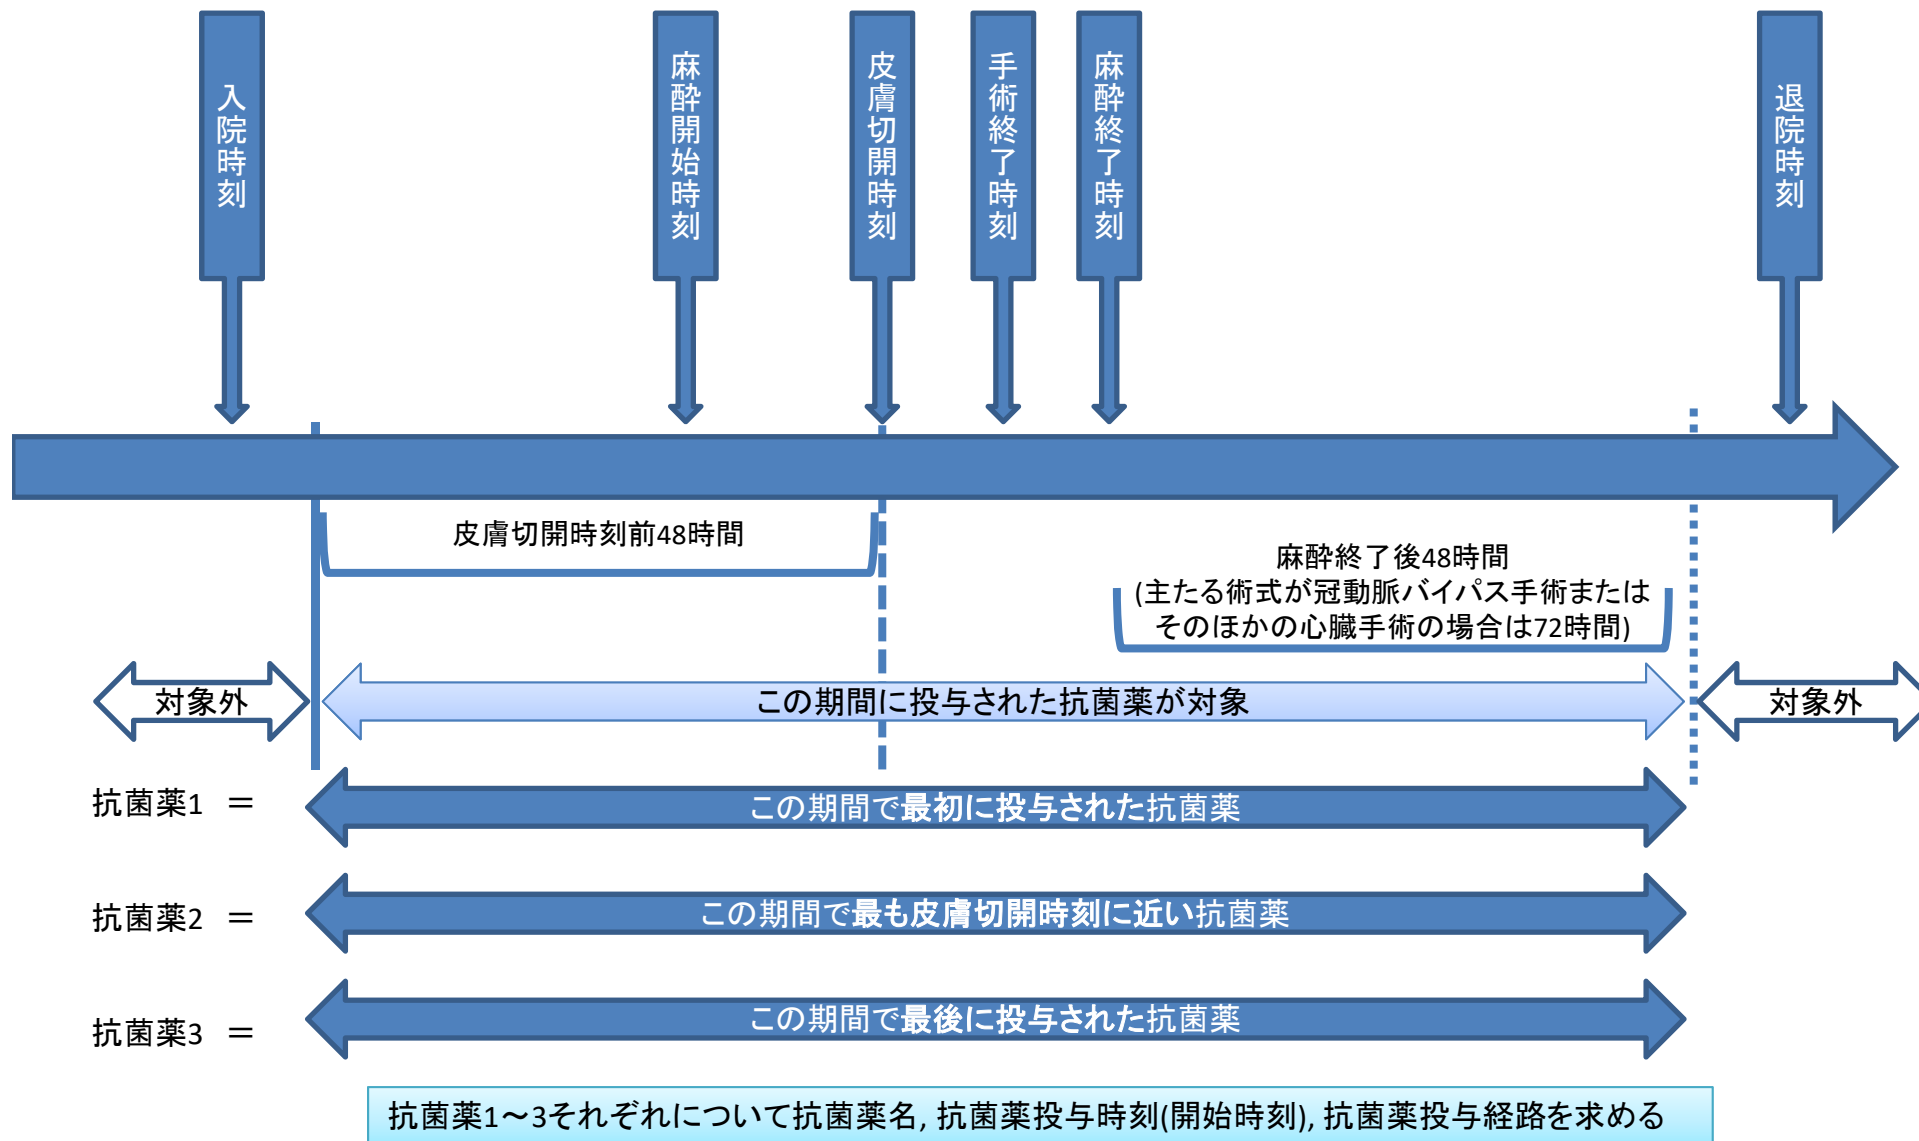 入院時刻
麻酔開始時刻
皮膚切開時刻
手術終了時刻
麻酔終了時刻
退院時刻
皮膚切開時刻前48時間
麻酔終了後48時間
(主たる術式が冠動脈バイパス手術または
そのほかの心臓手術の場合は72時間)
対象外
この期間に投与された抗菌薬が対象
対象外
抗菌薬1 ＝
この期間で最初に投与された抗菌薬
抗菌薬2 ＝
この期間で最も皮膚切開時刻に近い抗菌薬
抗菌薬3 ＝
この期間で最後に投与された抗菌薬
抗菌薬1～3それぞれについて抗菌薬名, 抗菌薬投与時刻(開始時刻), 抗菌薬投与経路を求める